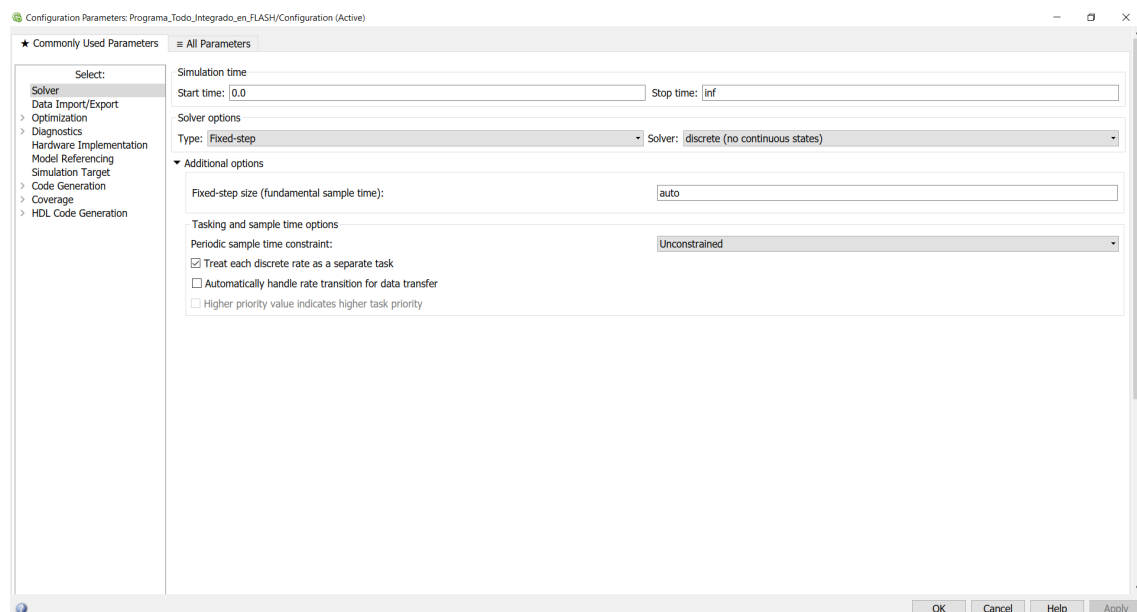 Configuration Parameters: Programa_Todo_Integrado_en_FLASH/Configuration (Active)
★ Commonly Used Parameters
≡ All Parameters
Select:
Solver
Data Import/Export
> Optimization
> Diagnostics
Hardware Implementation
Model Referencing
Simulation Target
> Code Generation
> Coverage
> HDL Code Generation
Simulation time
Start time: 0.0 Stop time: inf
Solver options
Type: Fixed-step Solver: discrete (no continuous states)
Additional options
Fixed-step size (fundamental sample time): auto
Tasking and sample time options
Periodic sample time constraint: Unconstrained
Treat each discrete rate as a separate task
Automatically handle rate transition for data transfer
Higher priority value indicates higher task priority
OK Cancel Help Apply